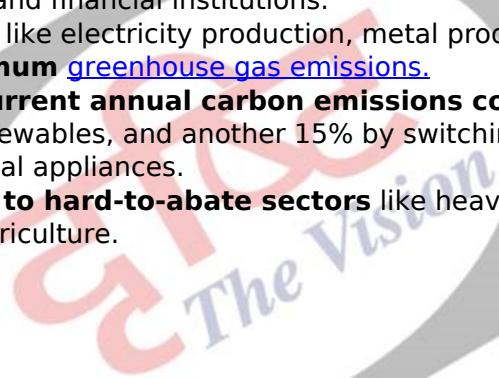 and financial institutions.
like electricity production, metal proc
num greenhouse gas emissions.
urrent annual carbon emissions co
ewables, and another 15% by switchin
al appliances.
to hard-to-abate sectors like heav
riculture.
The Vision